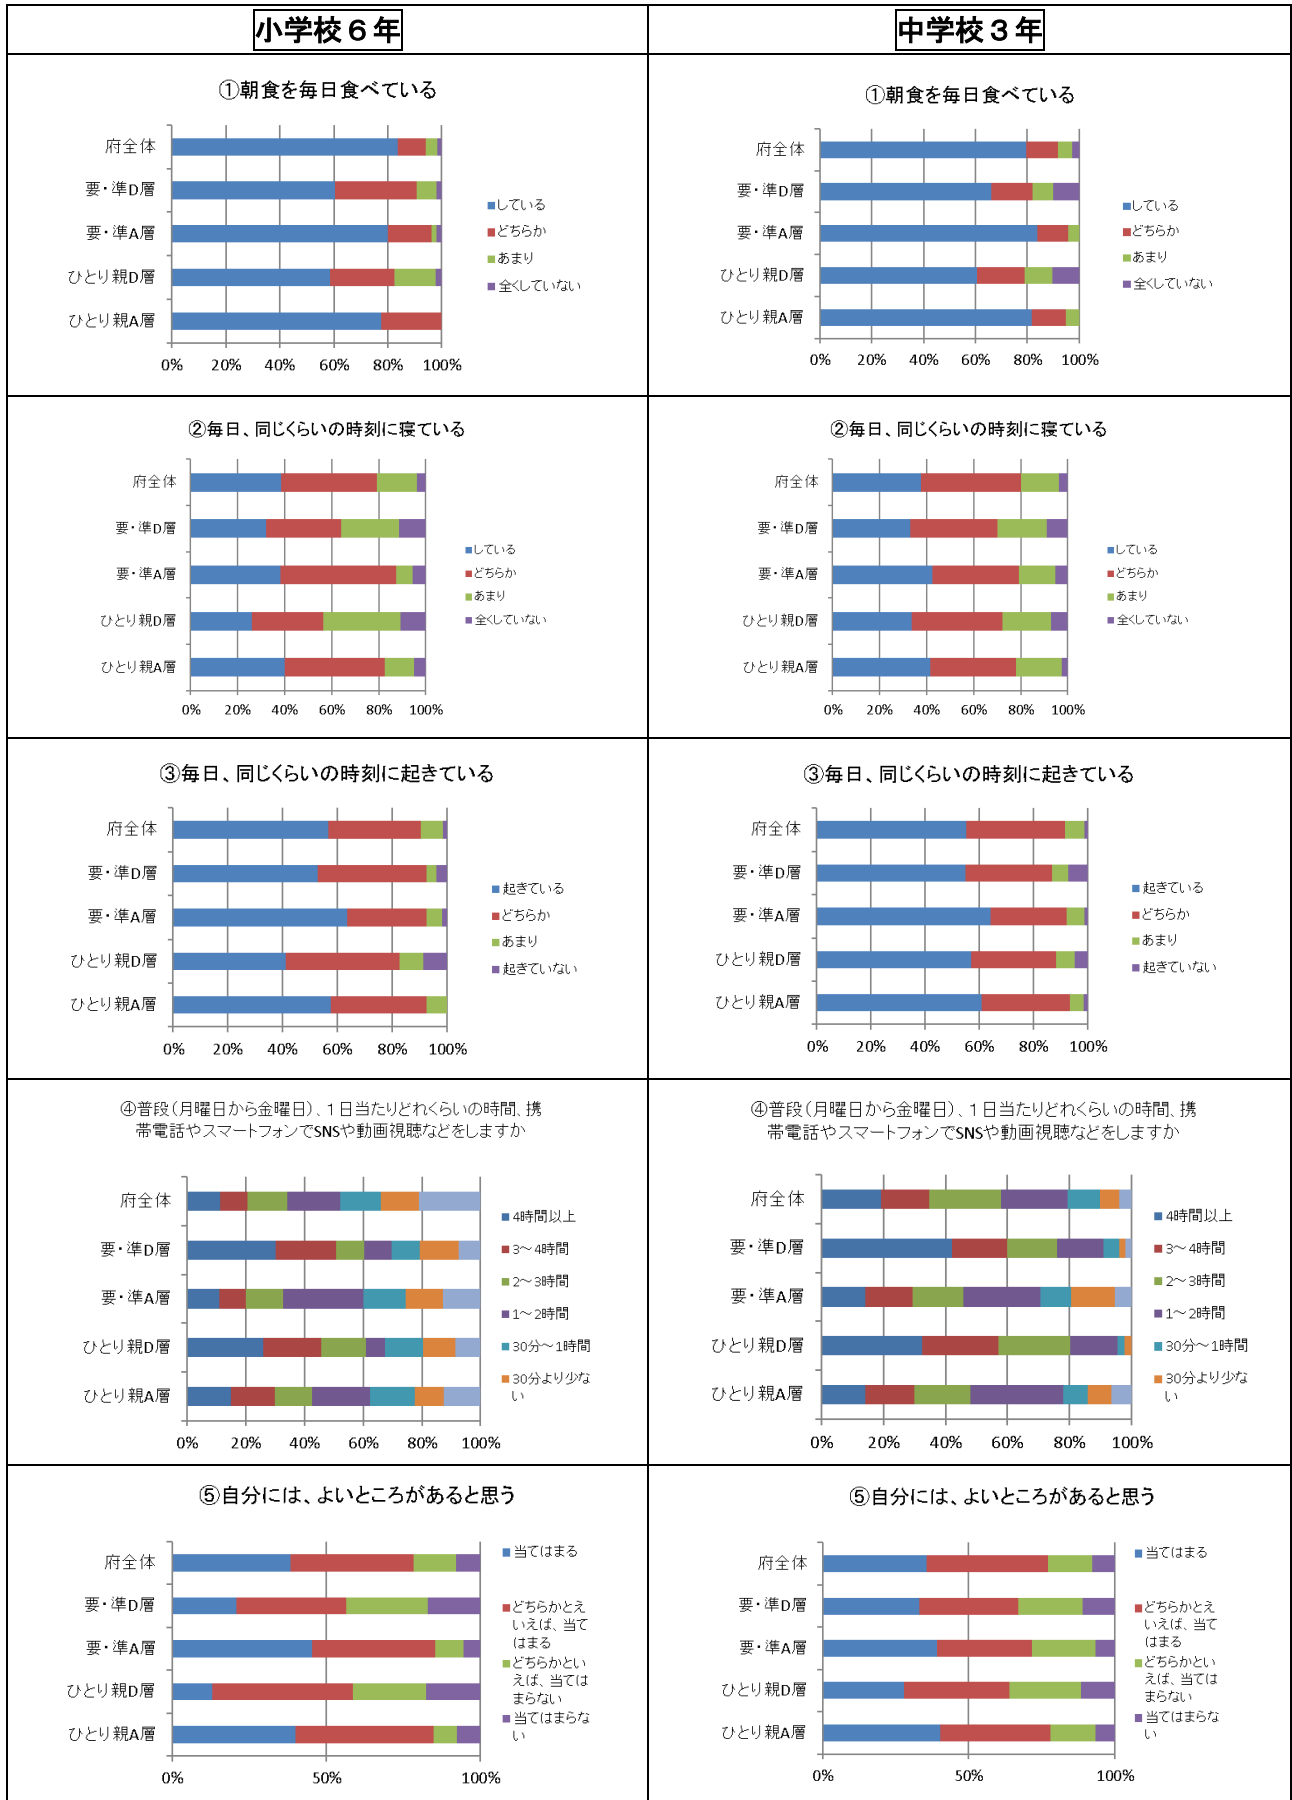 小学校６年
中学校３年
①朝食を毎日食べている
府全体
要・準D層
要・準A層
ひとり親D層
ひとり親A層
0% 20% 40% 60% 80% 100%
している
どちらか
あまり
全くしていない
①朝食を毎日食べている
府全体
要・準D層
要・準A層
ひとり親D層
ひとり親A層
0% 20% 40% 60% 80% 100%
している
どちらか
あまり
全くしていない
②毎日、同じくらいの時刻に寝ている
府全体
要・準D層
要・準A層
ひとり親D層
ひとり親A層
0% 20% 40% 60% 80% 100%
している
どちらか
あまり
全くしていない
②毎日、同じくらいの時刻に寝ている
府全体
要・準D層
要・準A層
ひとり親D層
ひとり親A層
0% 20% 40% 60% 80% 100%
している
どちらか
あまり
全くしていない
③毎日、同じくらいの時刻に起きている
府全体
要・準D層
要・準A層
ひとり親D層
ひとり親A層
0% 20% 40% 60% 80% 100%
起きている
どちらか
あまり
起きていない
③毎日、同じくらいの時刻に起きている
府全体
要・準D層
要・準A層
ひとり親D層
ひとり親A層
0% 20% 40% 60% 80% 100%
起きている
どちらか
あまり
起きていない
④普段（月曜日から金曜日）、１日当たりどれくらいの時間、携
帯電話やスマートフォンでSNSや動画視聴などをしますか
府全体
要・準D層
要・準A層
ひとり親D層
ひとり親A層
0% 20% 40% 60% 80% 100%
4時間以上
3～4時間
2～3時間
1～2時間
30分～1時間
30分より少な
い
④普段（月曜日から金曜日）、１日当たりどれくらいの時間、携
帯電話やスマートフォンでSNSや動画視聴などをしますか
府全体
要・準D層
要・準A層
ひとり親D層
ひとり親A層
0% 20% 40% 60% 80% 100%
4時間以上
3～4時間
2～3時間
1～2時間
30分～1時間
30分より少な
い
⑤自分には、よいところがあると思う
府全体
要・準D層
要・準A層
ひとり親D層
ひとり親A層
0% 50% 100%
当てはまる
どちらかとえ
いえば、当て
はまる
どちらかといい
えば、当ては
まらない
当てはまらな
い
⑤自分には、よいところがあると思う
府全体
要・準D層
要・準A層
ひとり親D層
ひとり親A層
0% 50% 100%
当てはまる
どちらかとえ
いえば、当て
はまる
どちらかとい
えば、当ては
まらない
当てはまらな
い